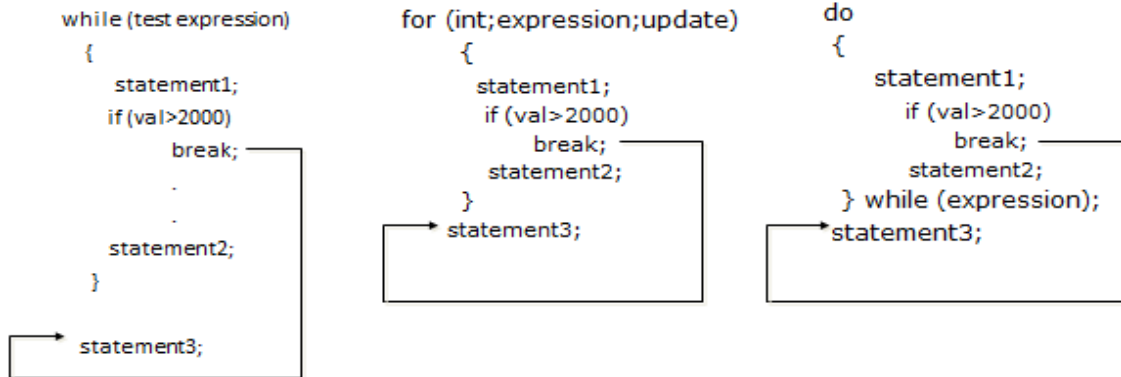 while (test expression)
{
statement1;
if (val>2000)
break;
.
.
statement2;
}
statement3;
for (int;expression;update)
{
statement1;
if (val>2000)
break;
statement2;
}
statement3;
do
{
statement1;
if (val>2000)
break;
statement2;
} while (expression);
statement3;